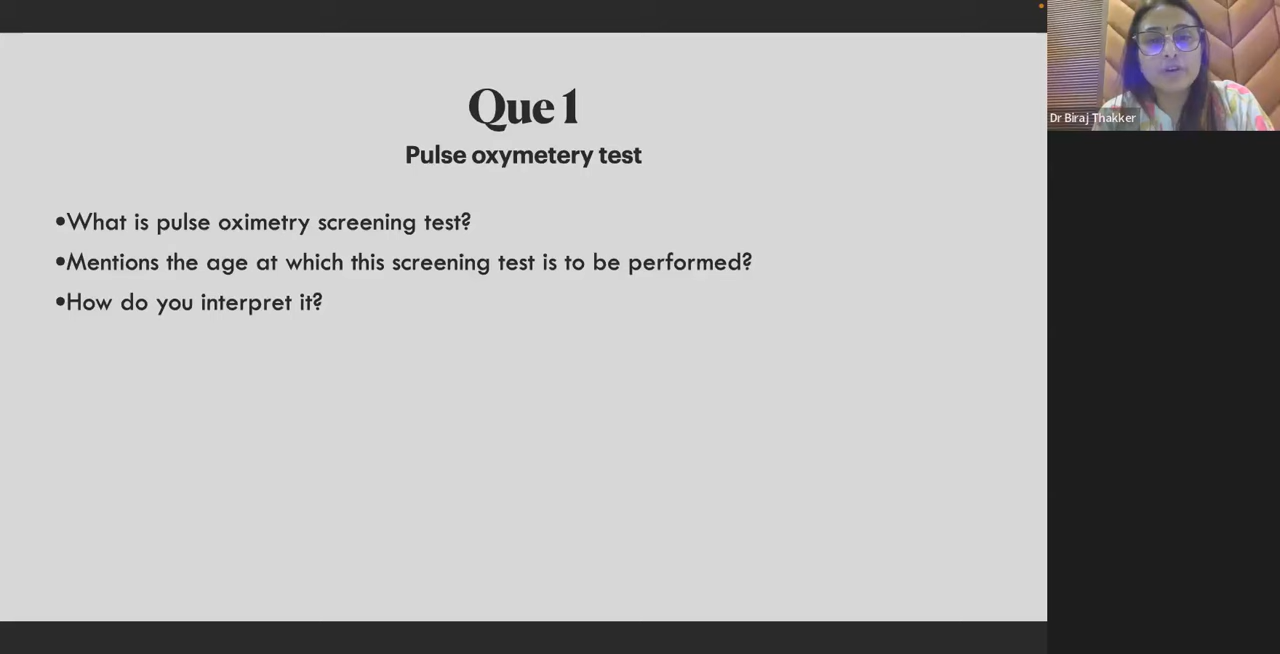 Que 1
Pulse oxymetery test
•What is pulse oximetry screening test?
•Mentions the age at which this screening test is to be performed?
•How do you interpret it?
Dr Biraj Thakker